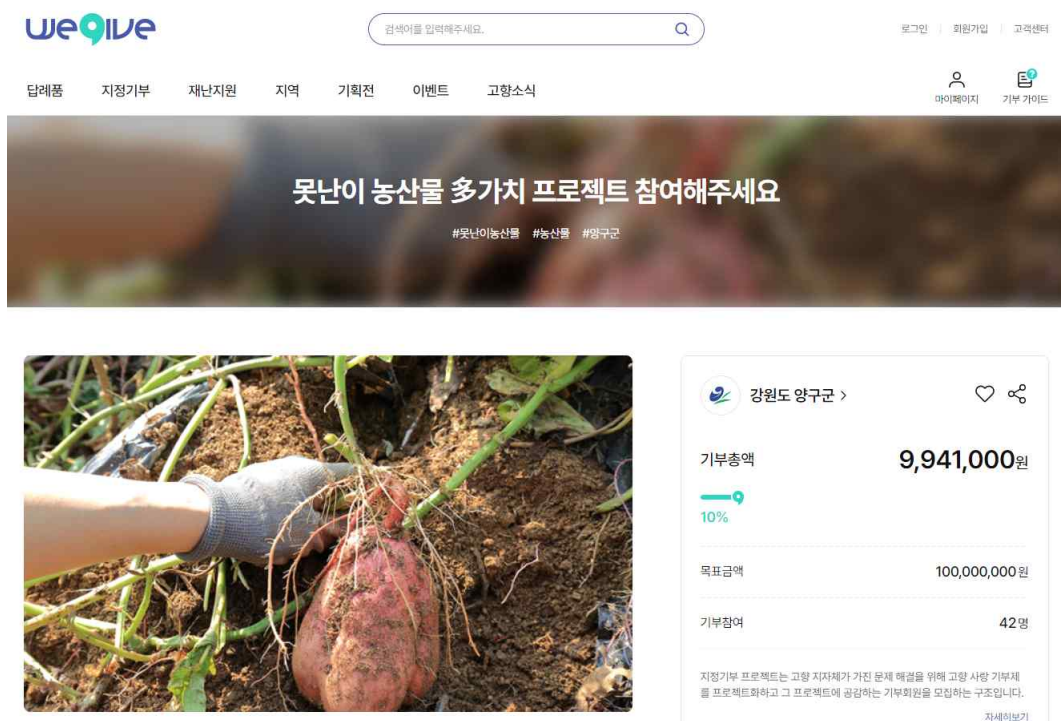 wegive
검색어를 입력해주세요.
로그인 회원가입 고객센터
답례품 지정기부 재난지원 지역 기획전 이벤트 고향소식
마이페이지 기부 가이드
못난이 농산물 多가치 프로젝트 참여해주세요
#못난이농산물 #농산물 #양구군
강원도 양구군 >
기부총액 9,941,000원
10%
목표금액 100,000,000원
기부참여 42명
지정기부 프로젝트는 고향 지자체가 가진 문제 해결을 위해 고향 사랑 기부제
를 프로젝트화하고 그 프로젝트에 공감하는 기부회원을 모집하는 구조입니다.
자세히보기